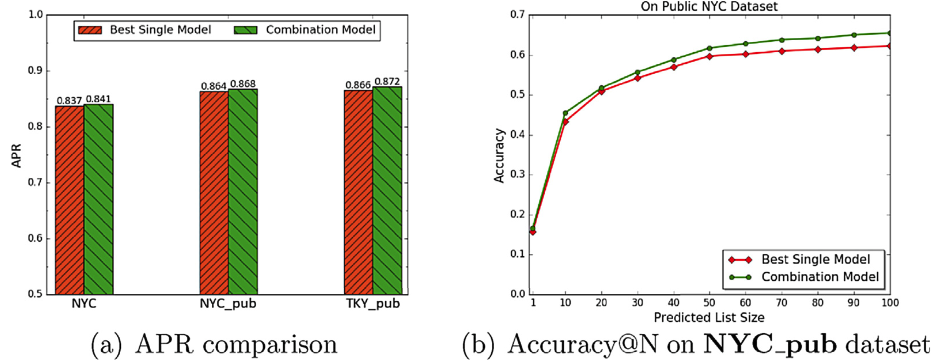 Best Single Model Combination Model
1.0
0.9
0.8
0.7
0.6
0.5
APR
0.837 0.841
0.864 0.868
0.866 0.872
NYC NYC_pub TKY_pub
(a) APR comparison
On Public NYC Dataset
0.7
0.6
0.5
0.4
0.3
0.2
0.1
0.0
Accuracy
Best Single Model
Combination Model
1 10 20 30 40 50 60 70 80 90 100
Predicted List Size
(b) Accuracy@N on NYC_pub dataset